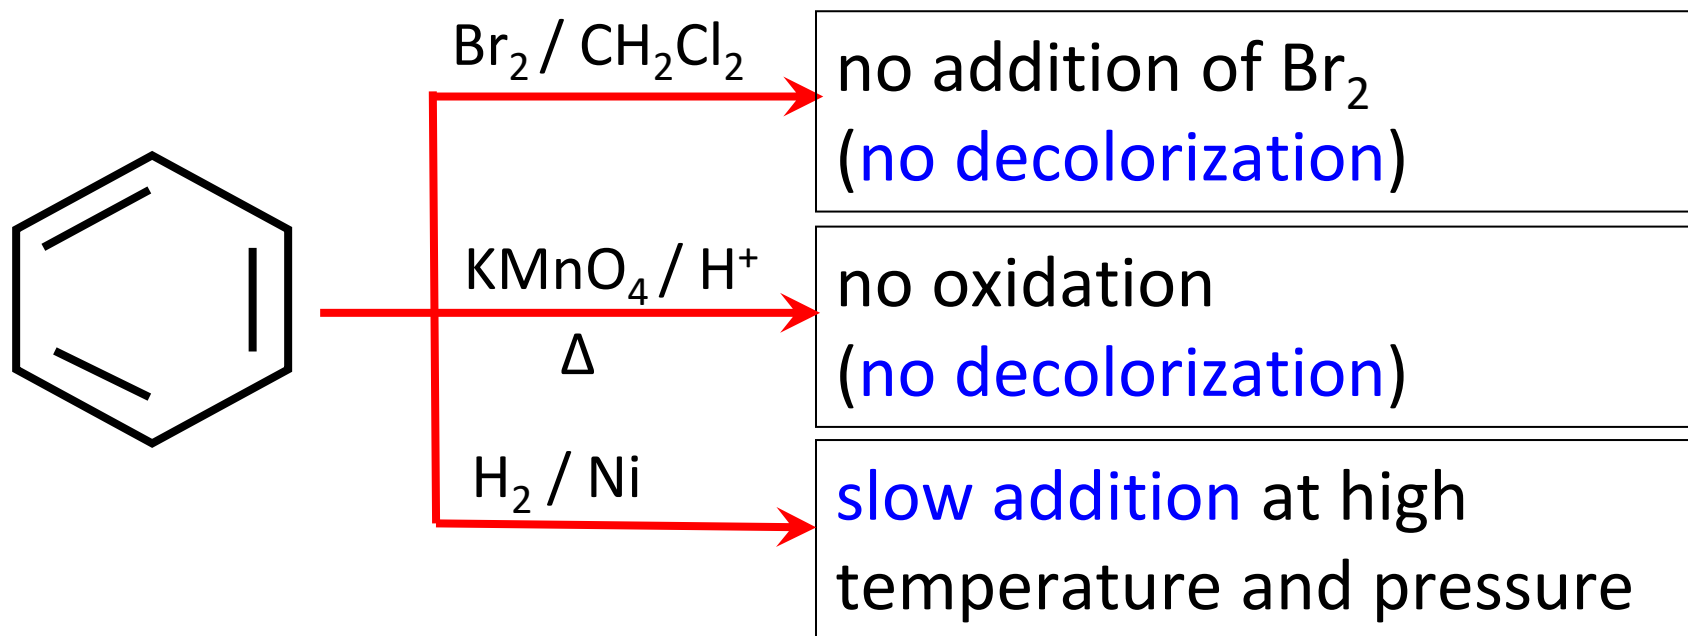 Br₂ / CH₂Cl₂
no addition of Br₂
(no decolorization)
KMnO₄ / H⁺
Δ
no oxidation
(no decolorization)
H₂ / Ni
slow addition at high
temperature and pressure